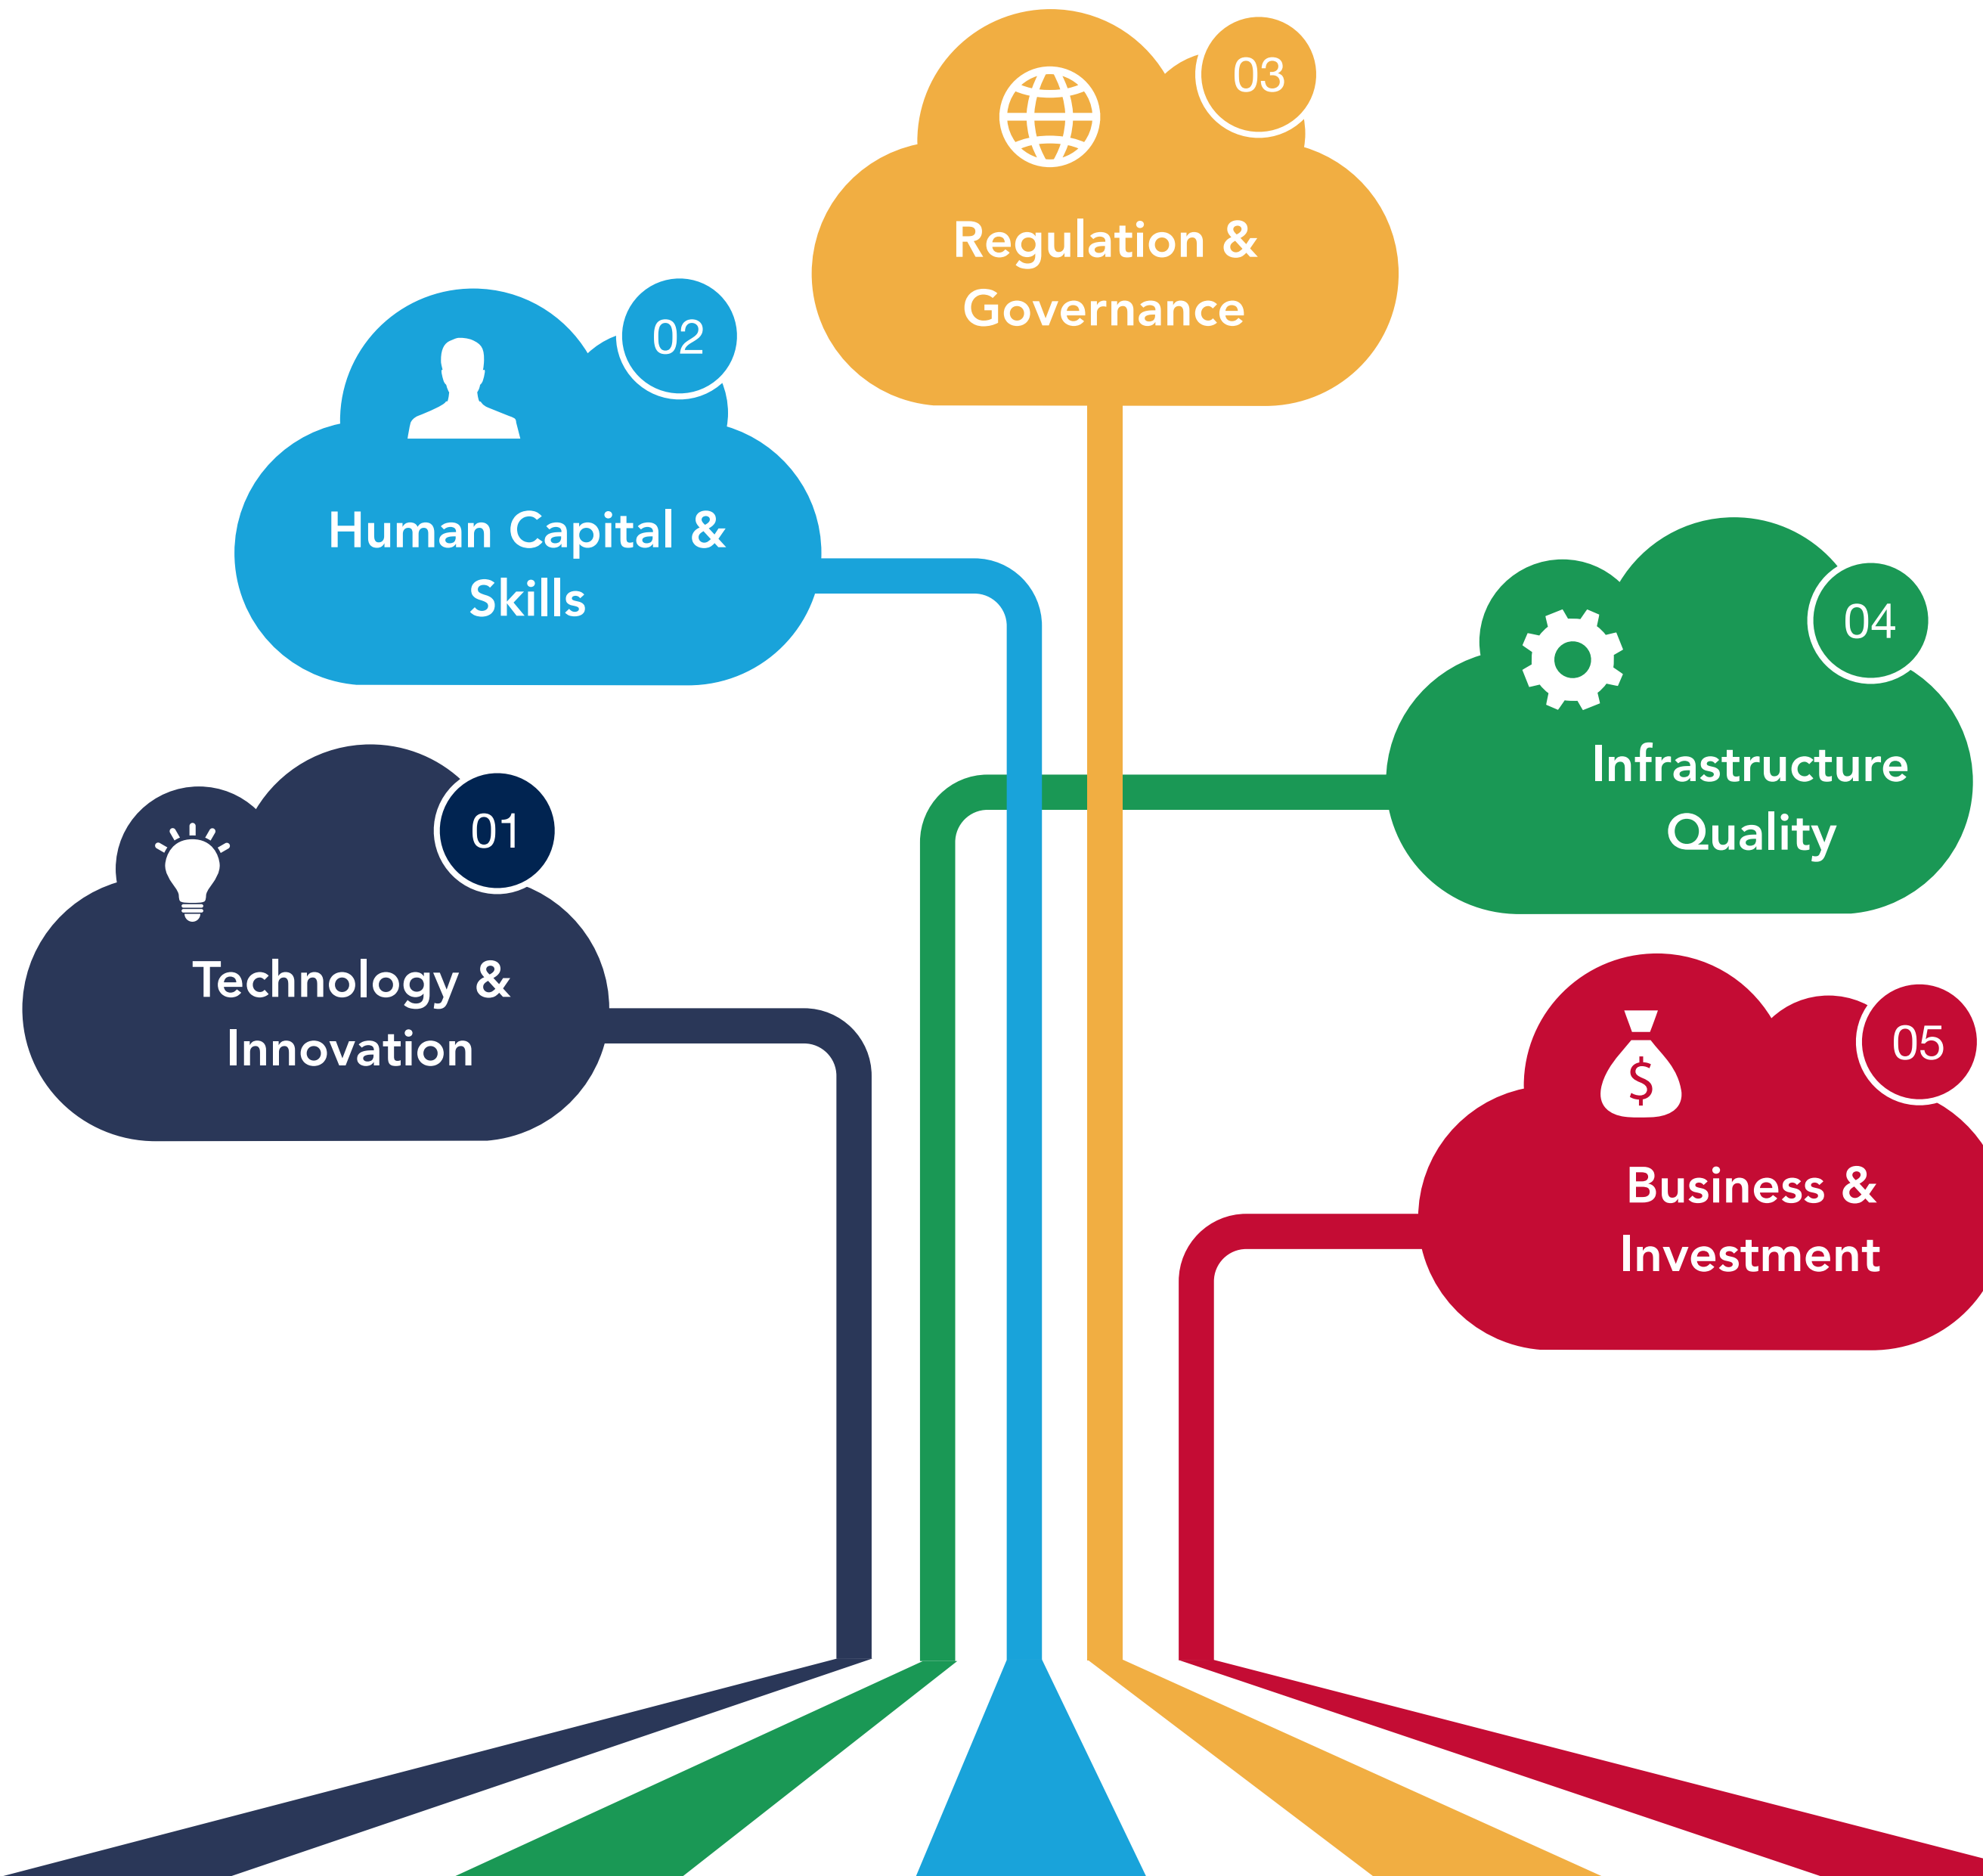 01
Technology &
Innovation
02
Human Capital &
Skills
03
Regulation &
Governance
04
Infrastructure
Quality
05
$
Business &
Investment